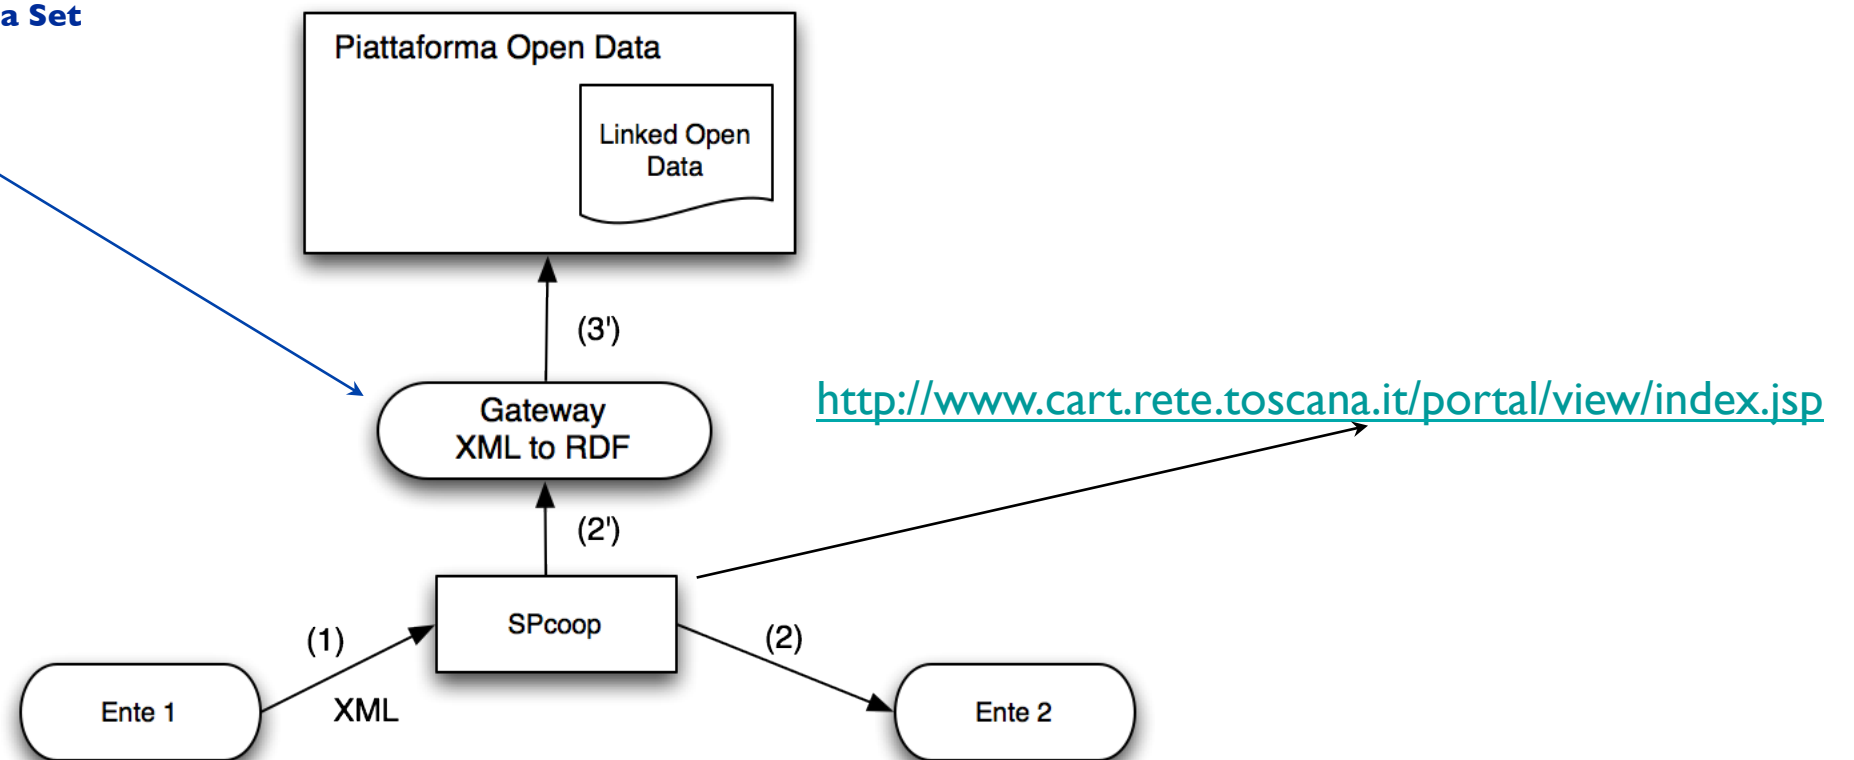 a Set
Piattaforma Open Data
Linked Open
Data
(3')
Gateway
XML to RDF
http://www.cart.rete.toscana.it/portal/view/index.jsp
(2')
SPcoop
(1)
(2)
XML
Ente 1
Ente 2